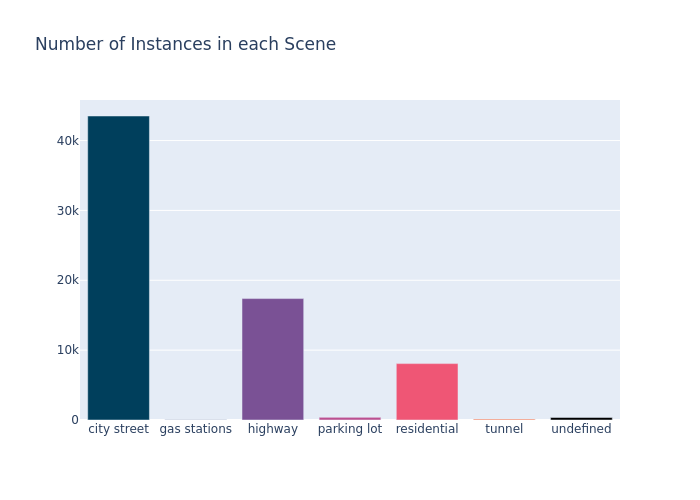 Number of Instances in each Scene
40k
30k
20k
10k
0
city street gas stations highway parking lot residential tunnel undefined